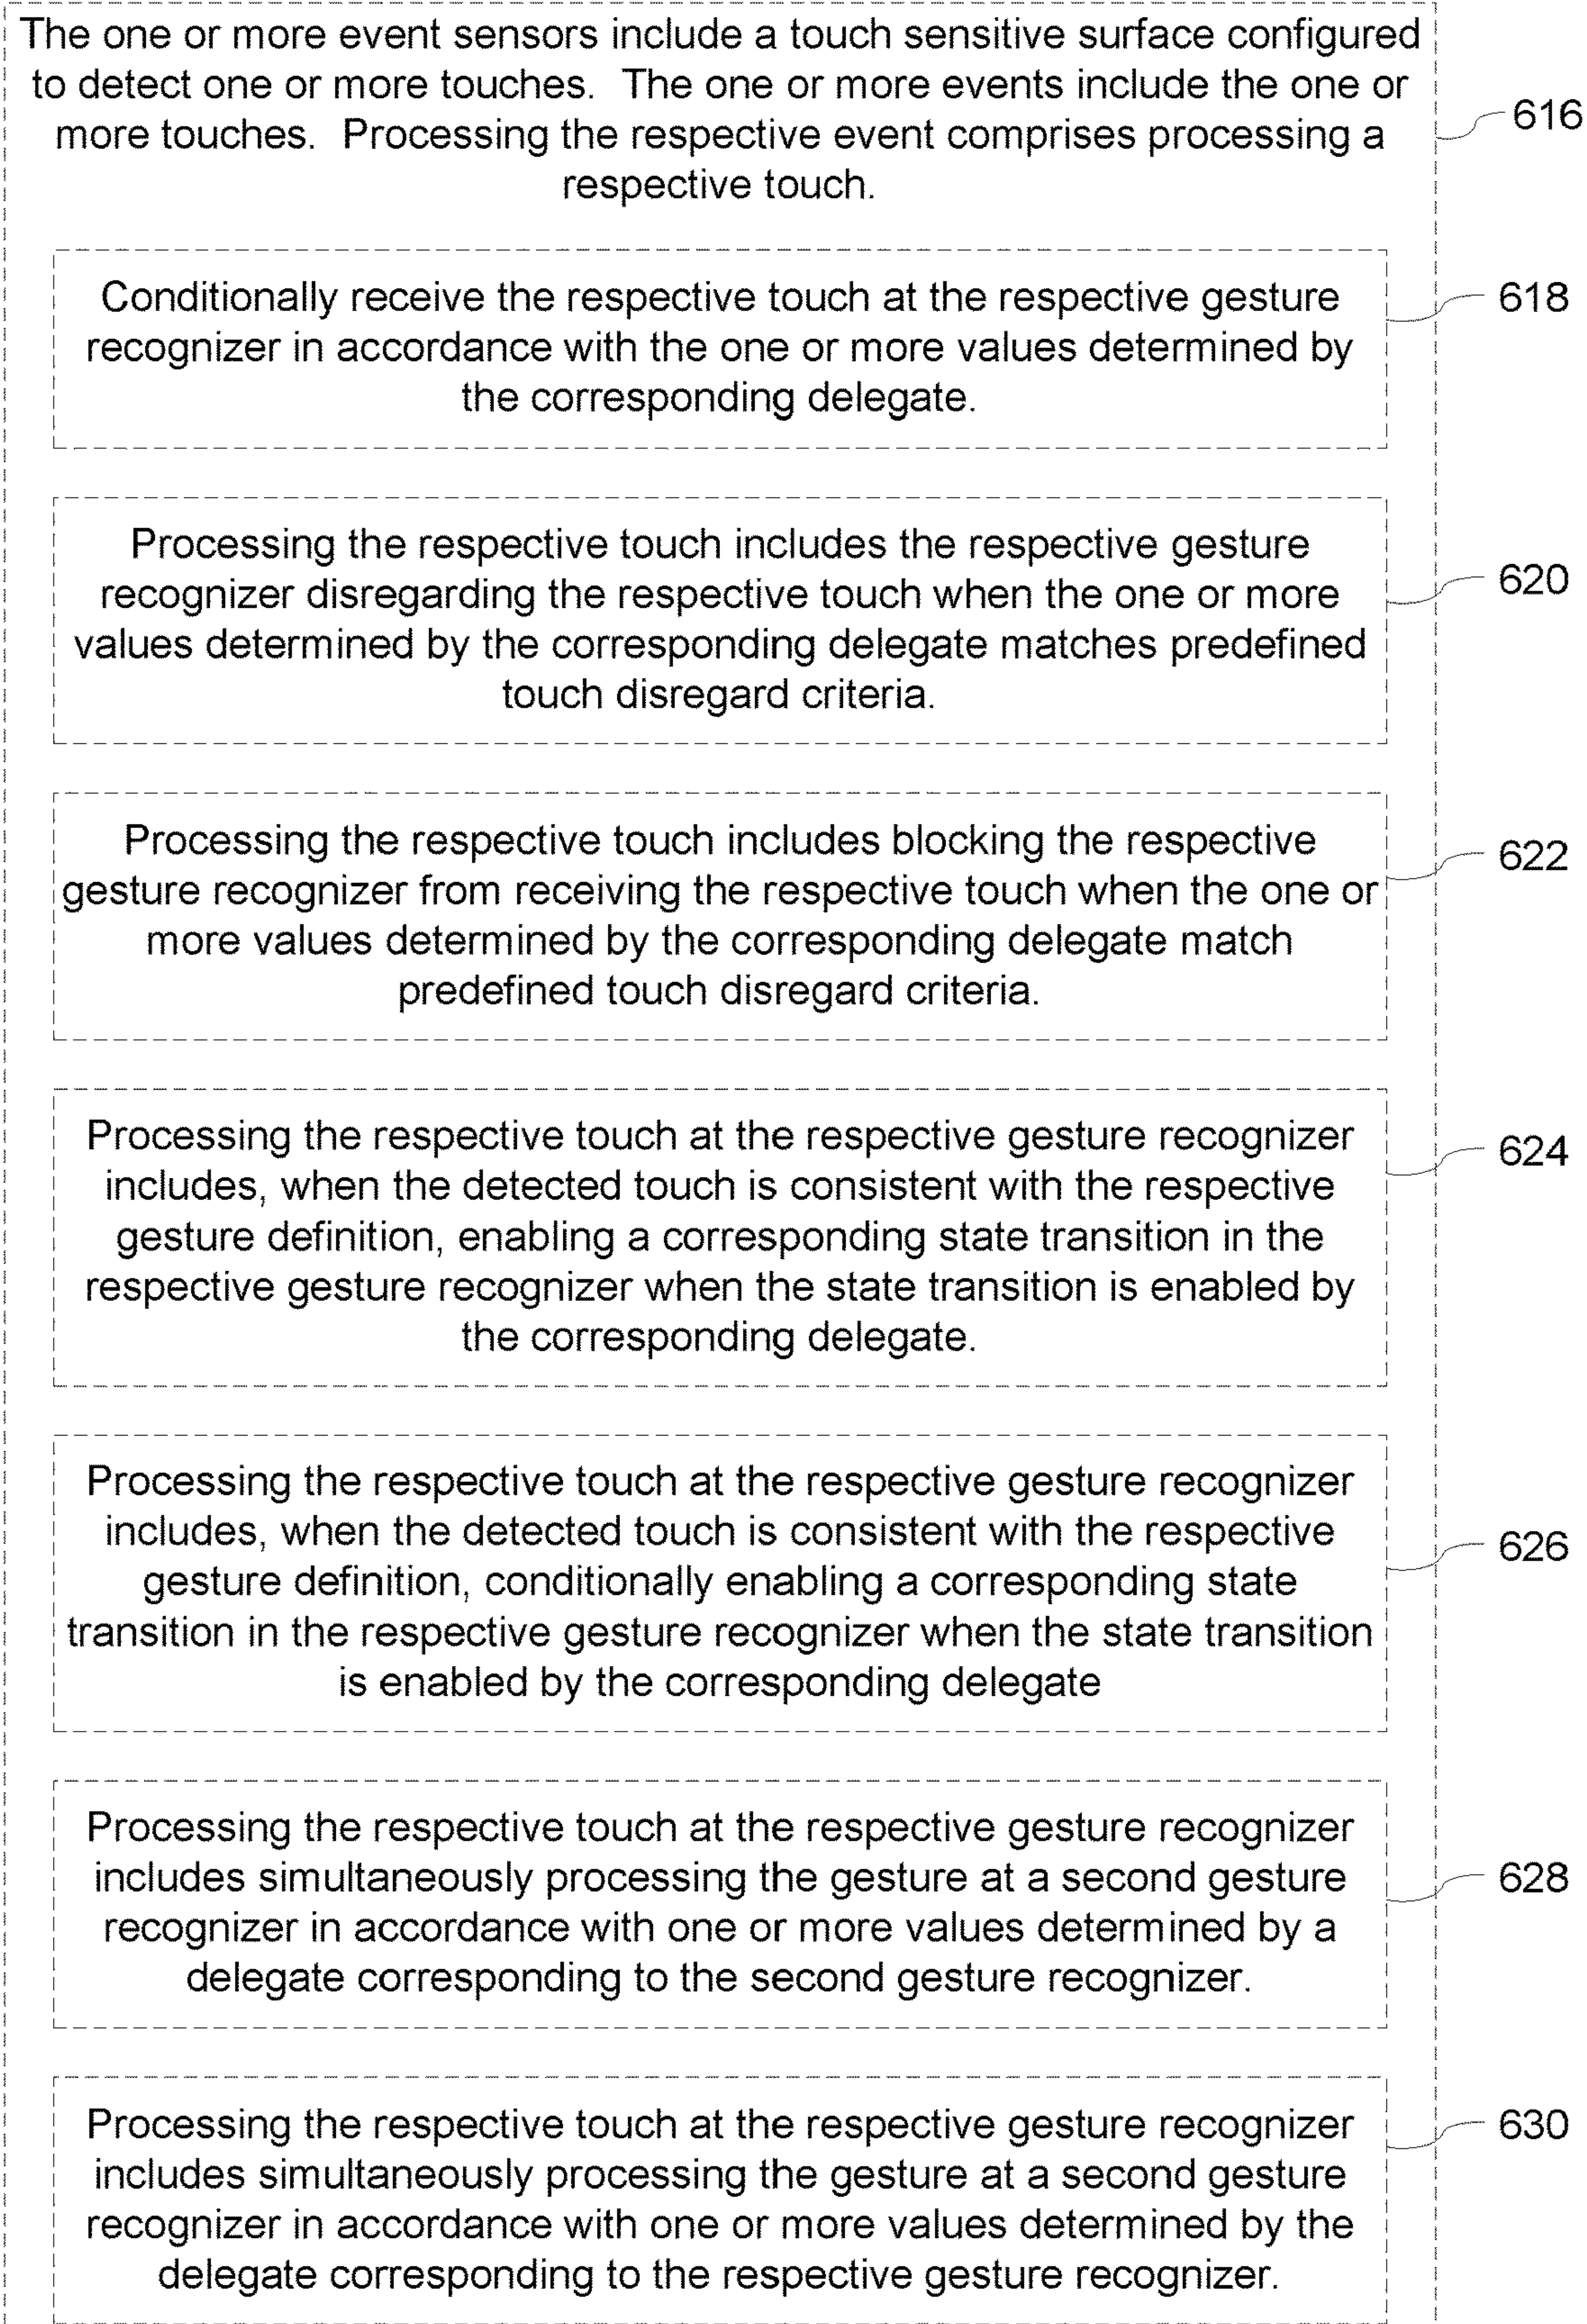 The one or more event sensors include a touch sensitive surface configured
to detect one or more touches.  The one or more events include the one or
more touches.  Processing the respective event comprises processing a
respective touch.
616
Conditionally receive the respective touch at the respective gesture
recognizer in accordance with the one or more values determined by
the corresponding delegate.
618
Processing the respective touch includes the respective gesture
recognizer disregarding the respective touch when the one or more
values determined by the corresponding delegate matches predefined
touch disregard criteria.
620
Processing the respective touch includes blocking the respective
gesture recognizer from receiving the respective touch when the one or
more values determined by the corresponding delegate match
predefined touch disregard criteria.
622
Processing the respective touch at the respective gesture recognizer
includes, when the detected touch is consistent with the respective
gesture definition, enabling a corresponding state transition in the
respective gesture recognizer when the state transition is enabled by
the corresponding delegate.
624
Processing the respective touch at the respective gesture recognizer
includes, when the detected touch is consistent with the respective
gesture definition, conditionally enabling a corresponding state
transition in the respective gesture recognizer when the state transition
is enabled by the corresponding delegate
626
Processing the respective touch at the respective gesture recognizer
includes simultaneously processing the gesture at a second gesture
recognizer in accordance with one or more values determined by a
delegate corresponding to the second gesture recognizer.
628
Processing the respective touch at the respective gesture recognizer
includes simultaneously processing the gesture at a second gesture
recognizer in accordance with one or more values determined by the
delegate corresponding to the respective gesture recognizer.
630